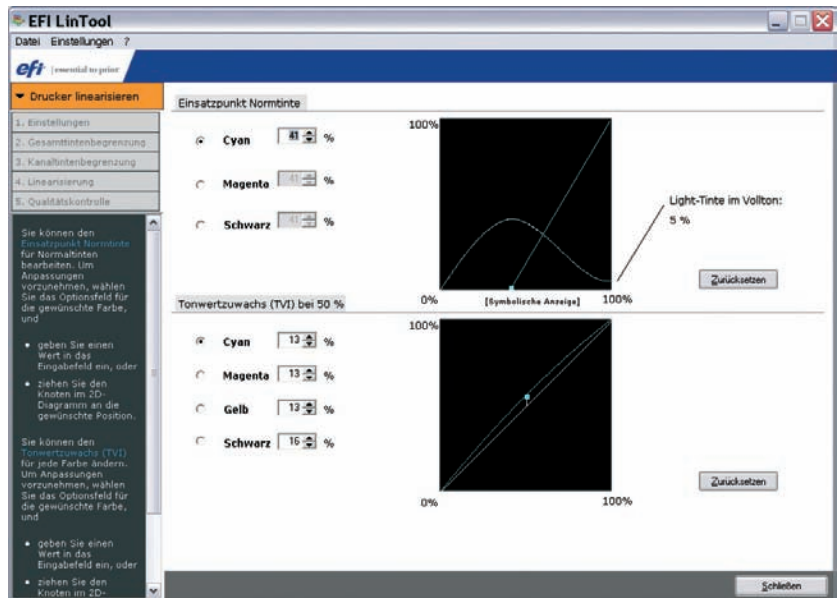 EFI LinTool
Datei Einstellungen ?
efi essential to print
Drucker linearisieren
1. Einstellungen
2. Gesamttintenbegrenzung
3. Kanaltintenbegrenzung
4. Linearisierung
5. Qualitätskontrolle
Sie können den
Einsatzpunkt Normtinte
für Normaltinten
bearbeiten. Um
Anpassungen
vorzunehmen, wählen
Sie das Optionsfeld für
die gewünschte Farbe,
und
• geben Sie einen
Wert in das
Eingabefeld ein, oder
• ziehen Sie den
Knoten im 2D-
Diagramm an die
gewünschte Position.
Sie können den
Tonwertzuwachs (TVI)
für jede Farbe ändern.
Um Anpassungen
vorzunehmen, wählen
Sie das Optionsfeld für
die gewünschte Farbe,
und
• geben Sie einen
Wert in das
Eingabefeld ein, oder
• ziehen Sie den
Knoten im 2D-
Einsatzpunkt Normtinte
Cyan 41 %
Magenta 41 %
Schwarz 41 %
100%
0% [Symbolische Anzeige] 100%
Light-Tinte im Vollton:
5 %
Zurücksetzen
Tonwertzuwachs (TVI) bei 50 %
Cyan 13 %
Magenta 13 %
Gelb 13 %
Schwarz 16 %
100%
0% 100%
Zurücksetzen
Schließen